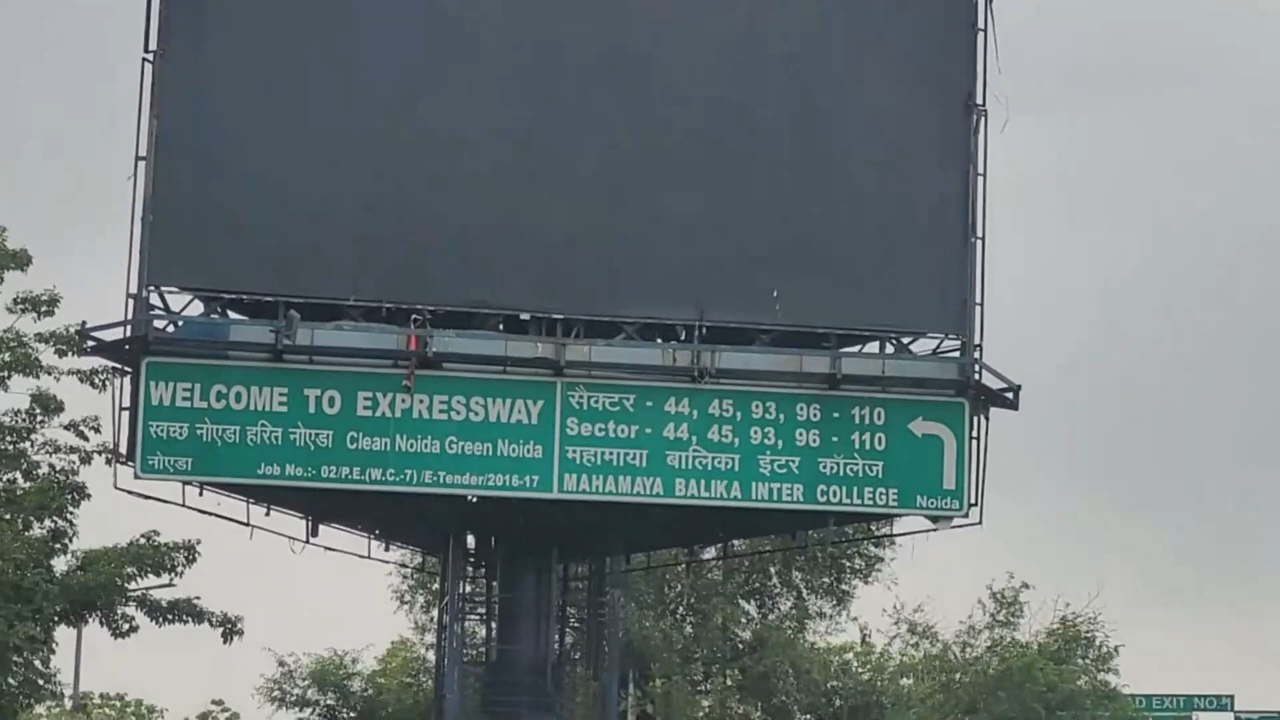 WELCOME TO EXPRESSWAY
स्वच्छ नोएडा हरित नोएडा Clean Noida Green Noida
नोएडा Job No.:- 02/P.E.(W.C.-7) /E-Tender/2016-17
सैक्टर - 44, 45, 93, 96 - 110
Sector - 44, 45, 93, 96 - 110
महामाया बालिका इंटर कॉलेज
MAHAMAYA BALIKA INTER COLLEGE
Noida
EXIT NO.